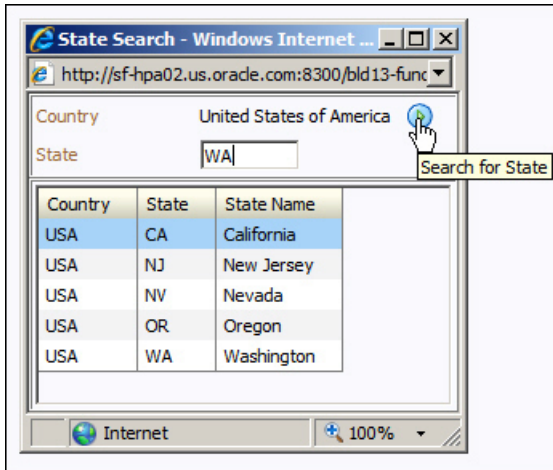 State Search - Windows Internet ...
http://sf-hpa02.us.oracle.com:8300/bld13-func
Country United States of America
State WA
Search for State
Country State State Name
USA CA California
USA NJ New Jersey
USA NV Nevada
USA OR Oregon
USA WA Washington
Internet 100%